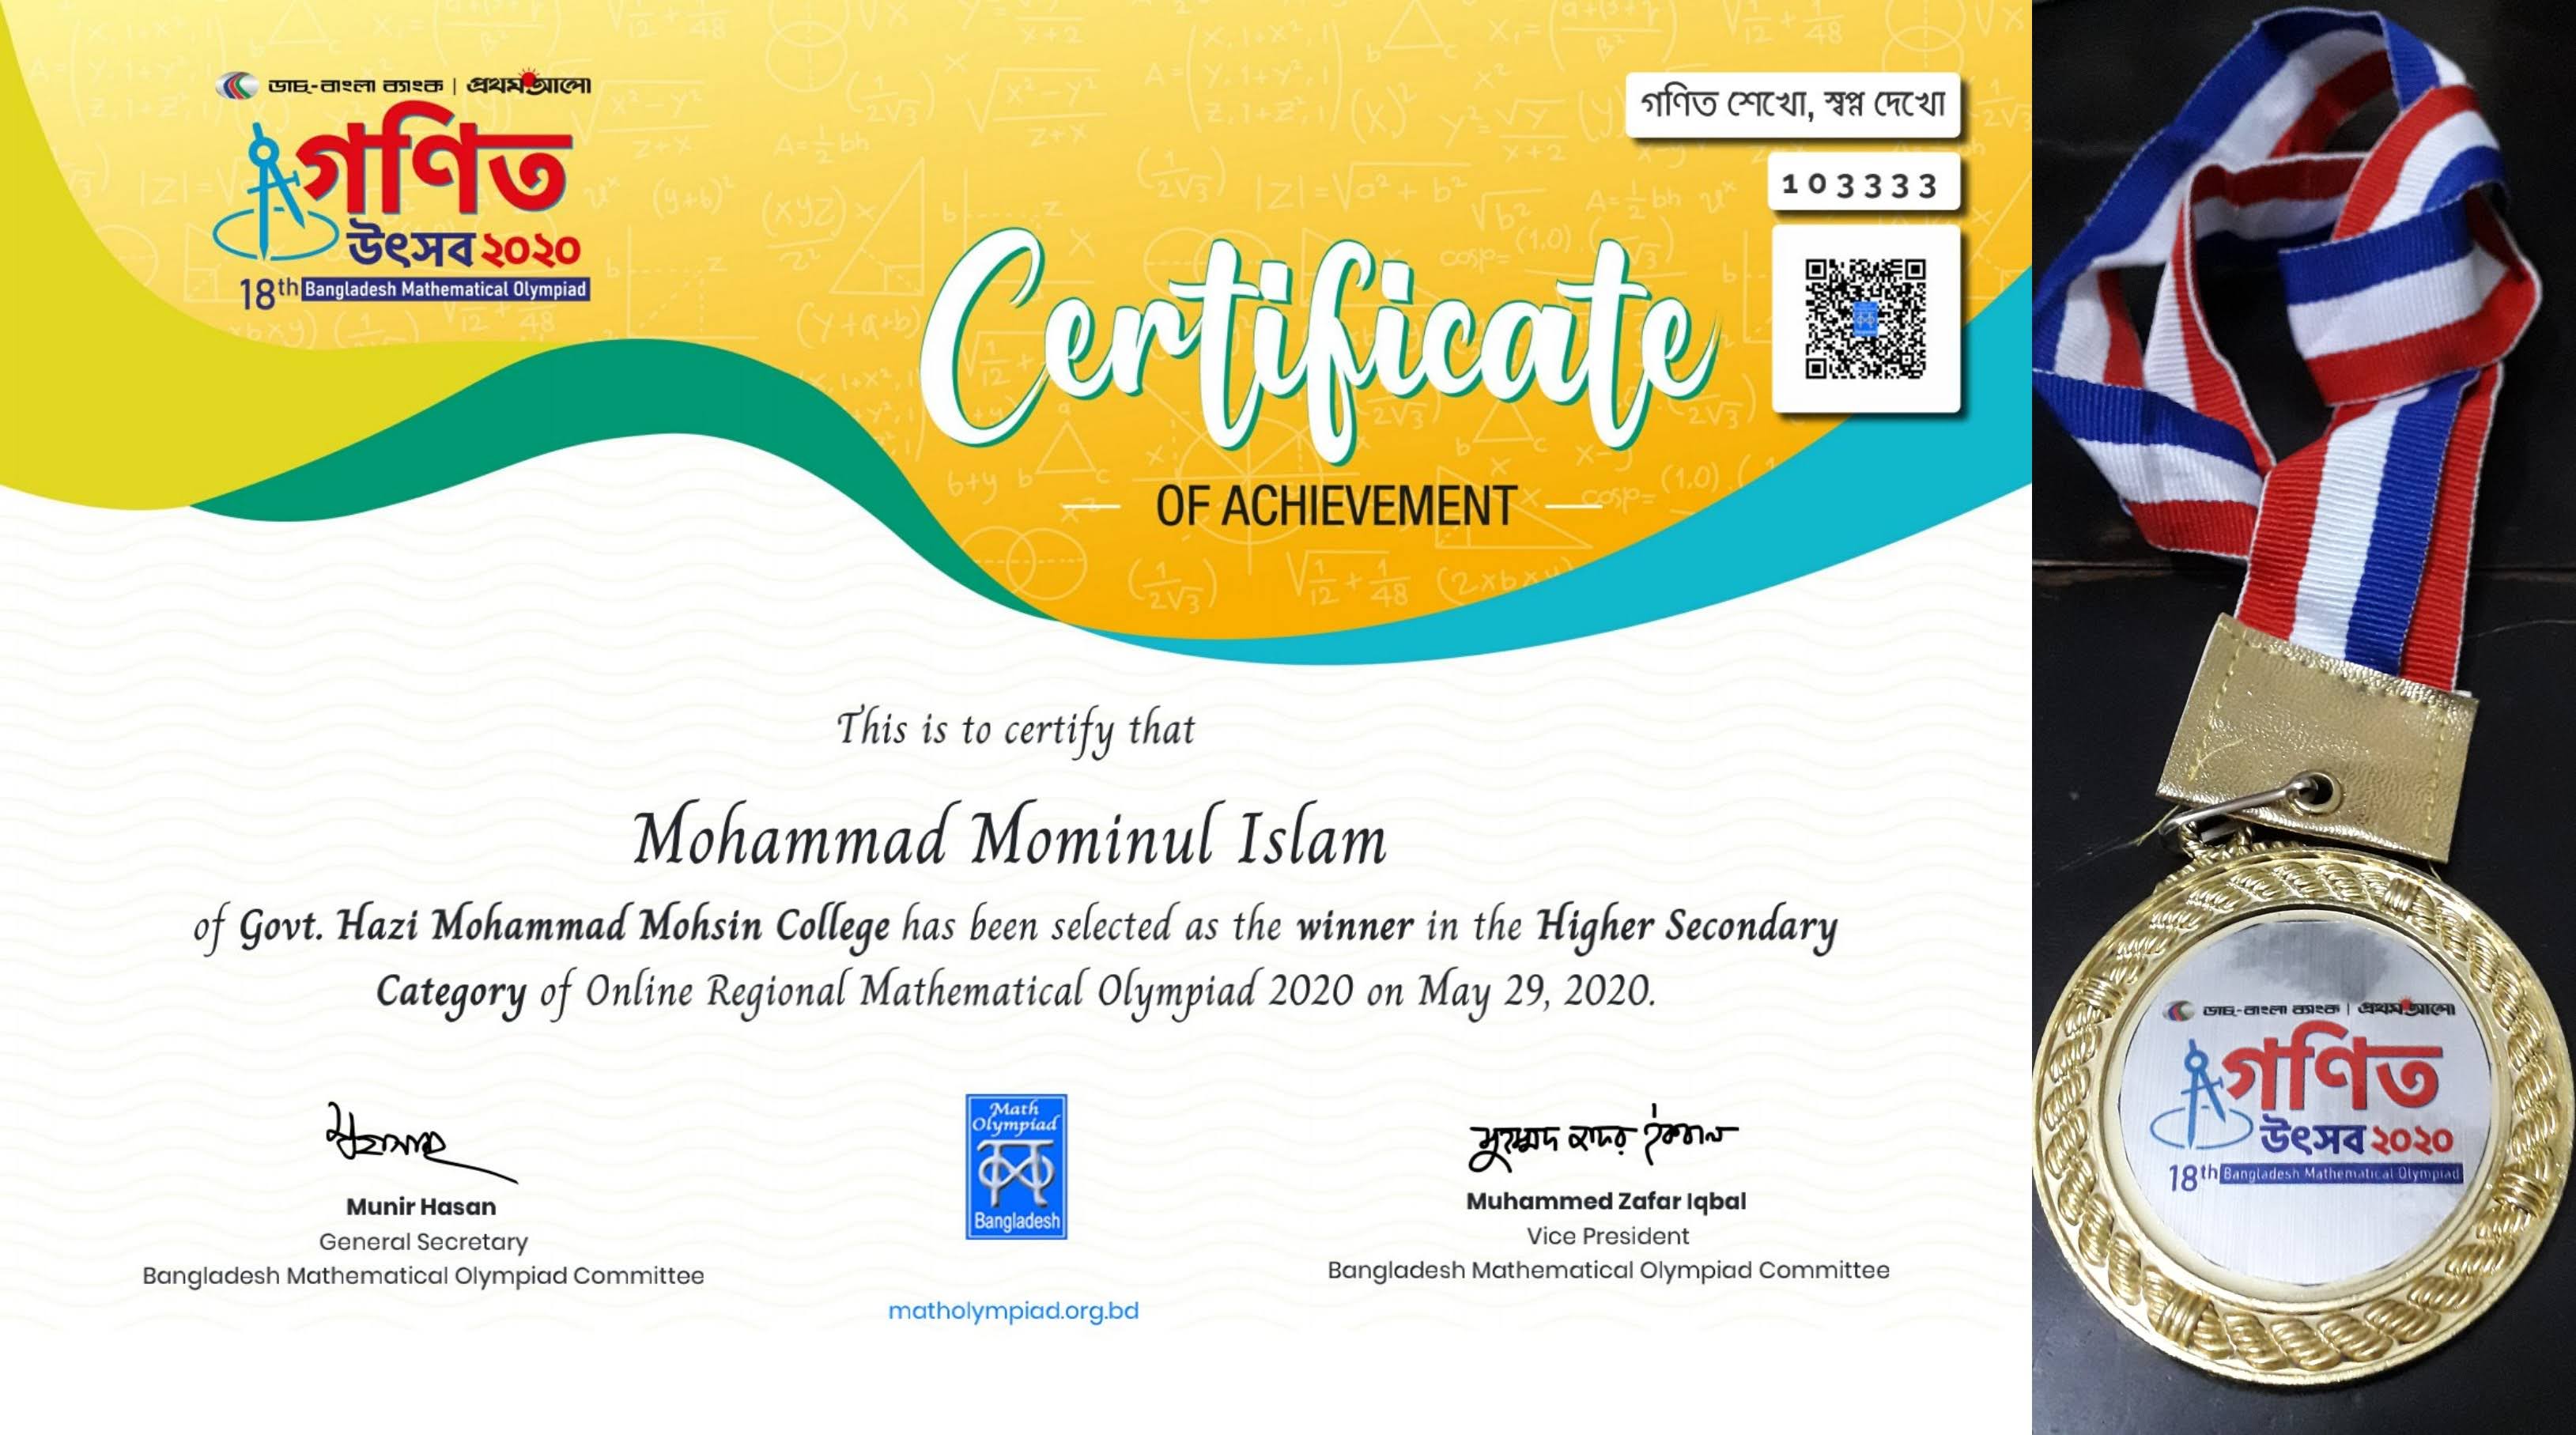 ডাচ্-বাংলা ব্যাংক | প্রথম আলো
গণিত
উৎসব ২০২০
18th Bangladesh Mathematical Olympiad
গণিত শেখো, স্বপ্ন দেখো
103333
Certificate
OF ACHIEVEMENT
This is to certify that
Mohammad Mominul Islam
of Govt. Hazi Mohammad Mohsin College has been selected as the winner in the Higher Secondary
Category of Online Regional Mathematical Olympiad 2020 on May 29, 2020.
Munir Hasan
General Secretary
Bangladesh Mathematical Olympiad Committee
Math
Olympiad
Bangladesh
matholympiad.org.bd
মুহম্মদ জাফর ইকবাল
Muhammed Zafar Iqbal
Vice President
Bangladesh Mathematical Olympiad Committee
ডাচ্-বাংলা ব্যাংক | প্রথম আলো
গণিত
উৎসব ২০২০
18th Bangladesh Mathematical Olympiad